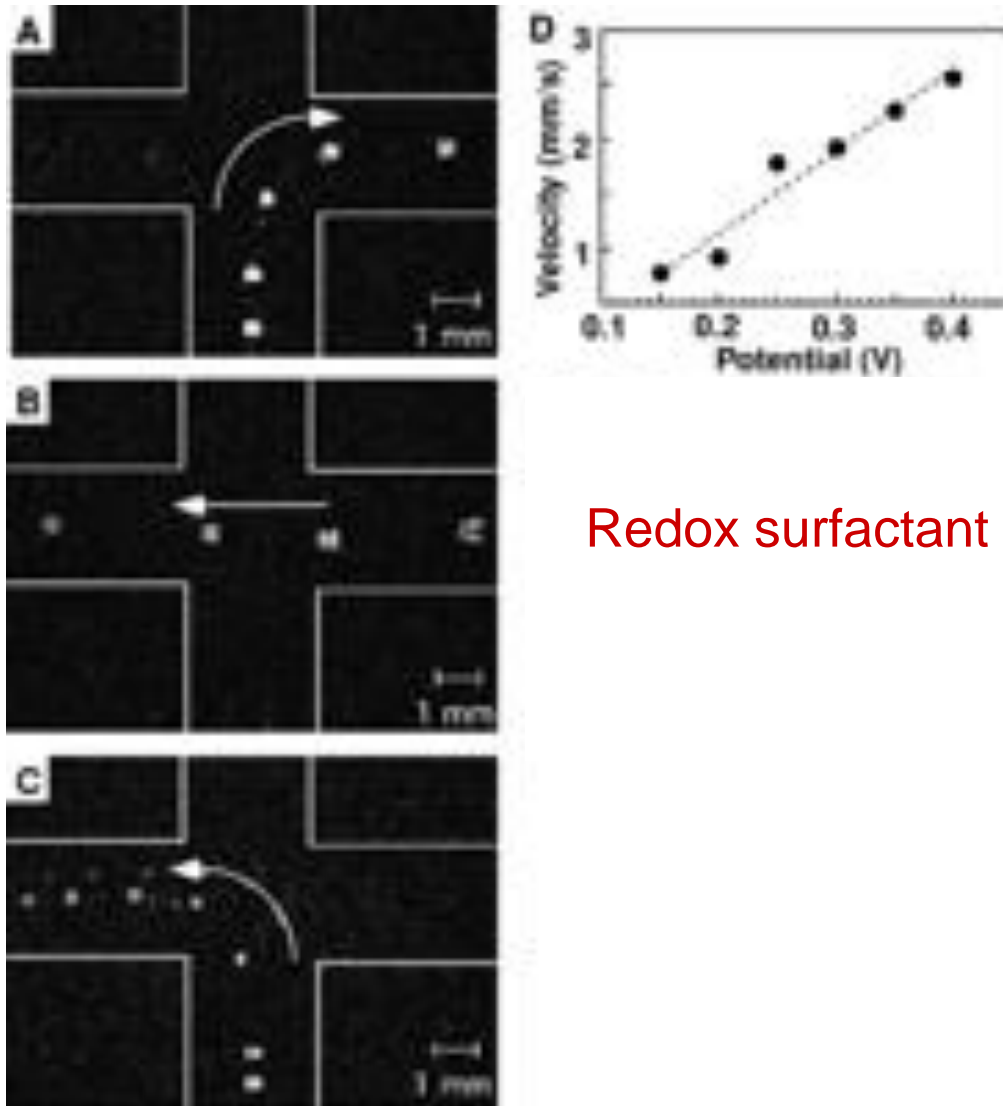 A
1 mm
B
1 mm
C
1 mm
D
Velocity (mm/s)
3
2
1
0.1 0.2 0.3 0.4
Potential (V)
Redox surfactant